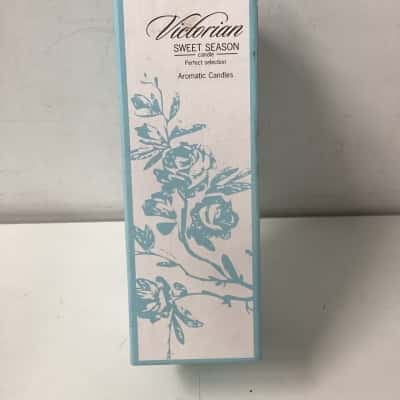 Victorian
SWEET SEASON
candle
Perfect selection
Aromatic Candles